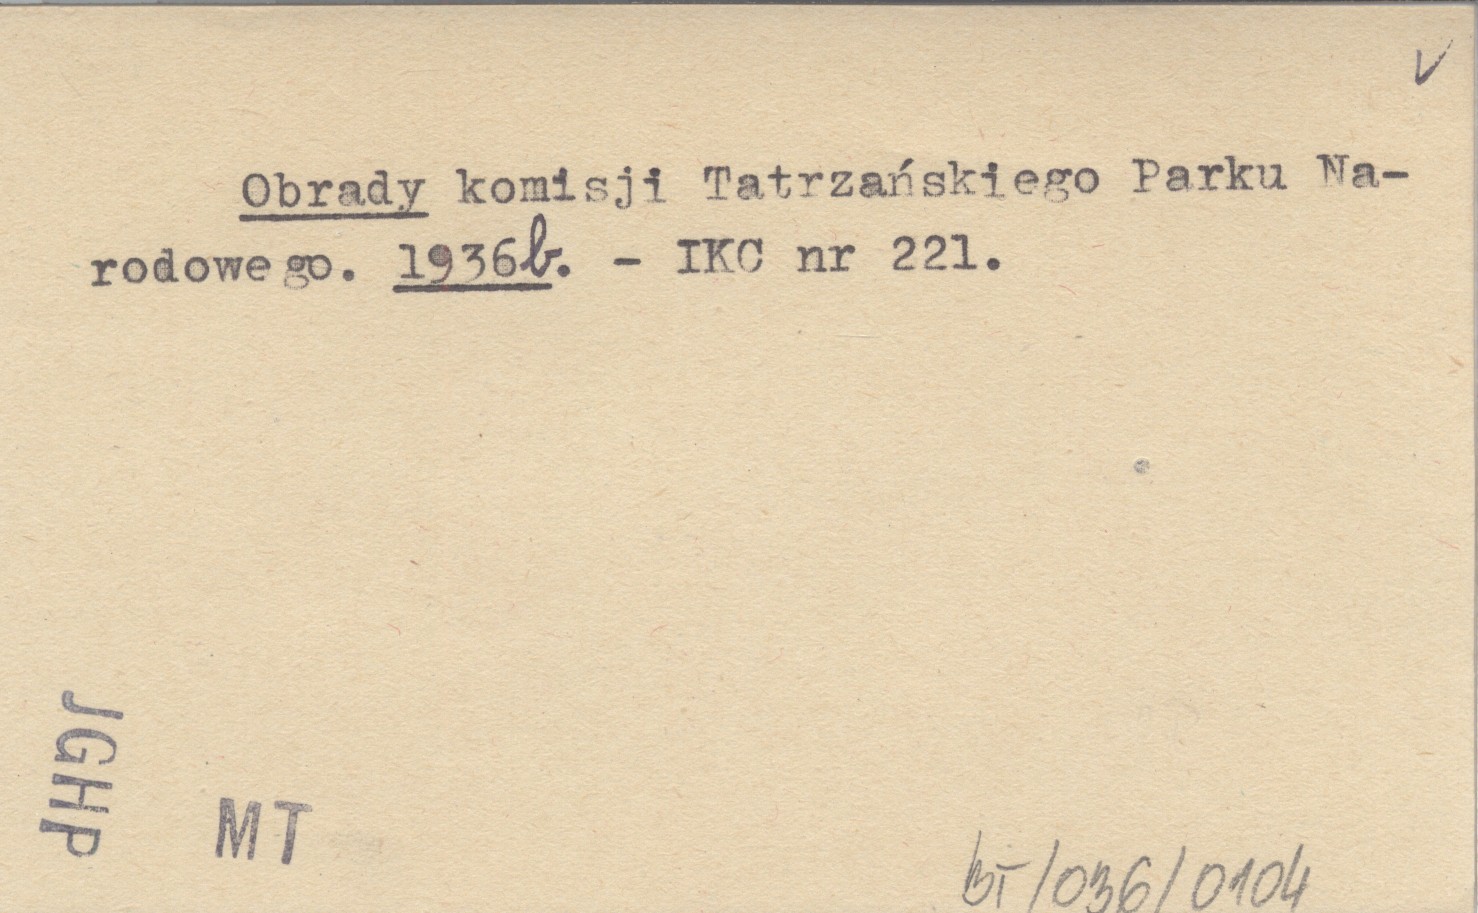 Obrady komisji Tatrzańskiego Parku Na-
rodowego. 1936b. - IKC nr 221.
JGHP
MT
BT/036/0104